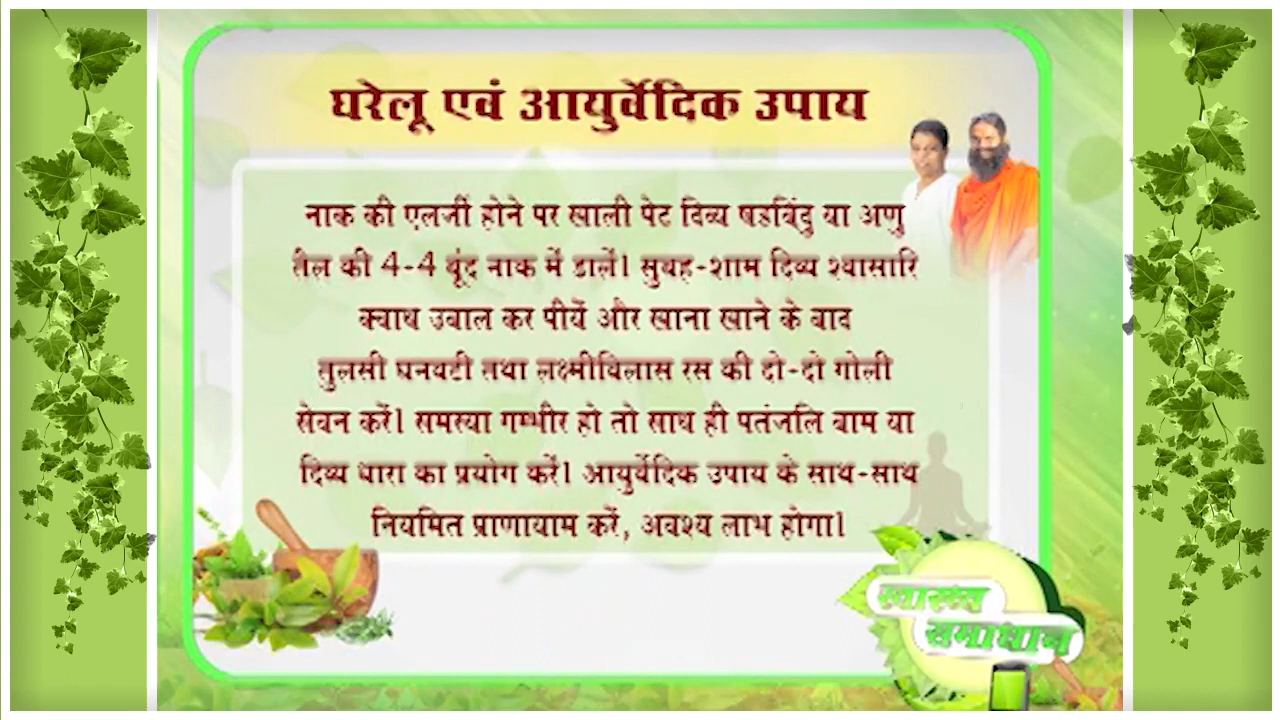 घरेलू एवं आयुर्वेदिक उपाय
नाक की एलर्जी होने पर खाली पेट दिव्य षडबिंदु या अणु
तैल की 4-4 बूंद नाक में डालें। सुबह-शाम दिव्य श्वासारि
क्वाथ उबाल कर पीयें और खाना खाने के बाद
तुलसी घनवटी तथा लक्ष्मीविलास रस की दो-दो गोली
सेवन करें। समस्या गम्भीर हो तो साथ ही पतंजलि बाम या
दिव्य धारा का प्रयोग करें। आयुर्वेदिक उपाय के साथ-साथ
नियमित प्राणायाम करें, अवश्य लाभ होगा।
समाधान